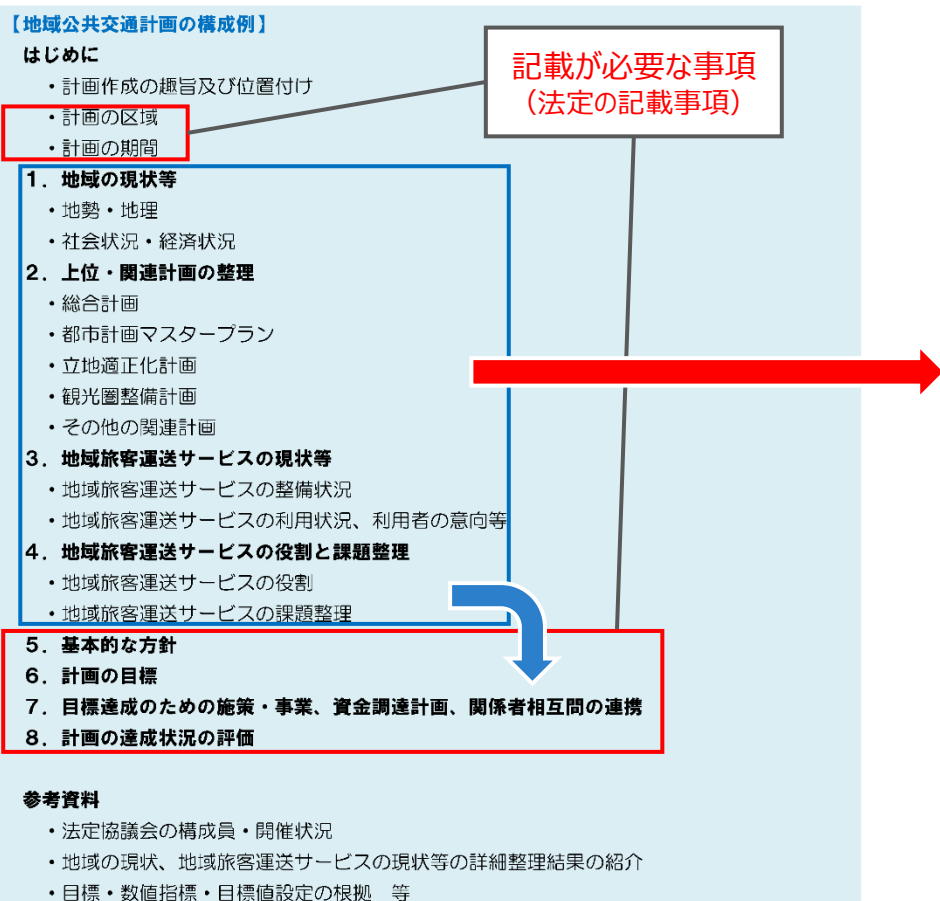 【地域公共交通計画の構成例】
はじめに
・計画作成の趣旨及び位置付け
・計画の区域
・計画の期間
記載が必要な事項
（法定の記載事項）
1．地域の現状等
・地勢・地理
・社会状況・経済状況
2．上位・関連計画の整理
・総合計画
・都市計画マスタープラン
・立地適正化計画
・観光圏整備計画
・その他の関連計画
3．地域旅客運送サービスの現状等
・地域旅客運送サービスの整備状況
・地域旅客運送サービスの利用状況、利用者の意向等
4．地域旅客運送サービスの役割と課題整理
・地域旅客運送サービスの役割
・地域旅客運送サービスの課題整理
5．基本的な方針
6．計画の目標
7．目標達成のための施策・事業、資金調達計画、関係者相互間の連携
8．計画の達成状況の評価
参考資料
・法定協議会の構成員・開催状況
・地域の現状、地域旅客運送サービスの現状等の詳細整理結果の紹介
・目標・数値指標・目標値設定の根拠　等